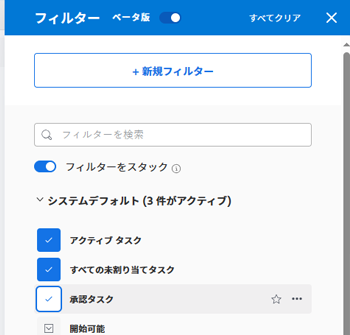 フィルター ベータ版 すべてクリア
+ 新規フィルター
フィルターを検索
フィルターをスタック
システムデフォルト (3 件がアクティブ)
アクティブ タスク
すべての未割り当てタスク
承認タスク
開始可能